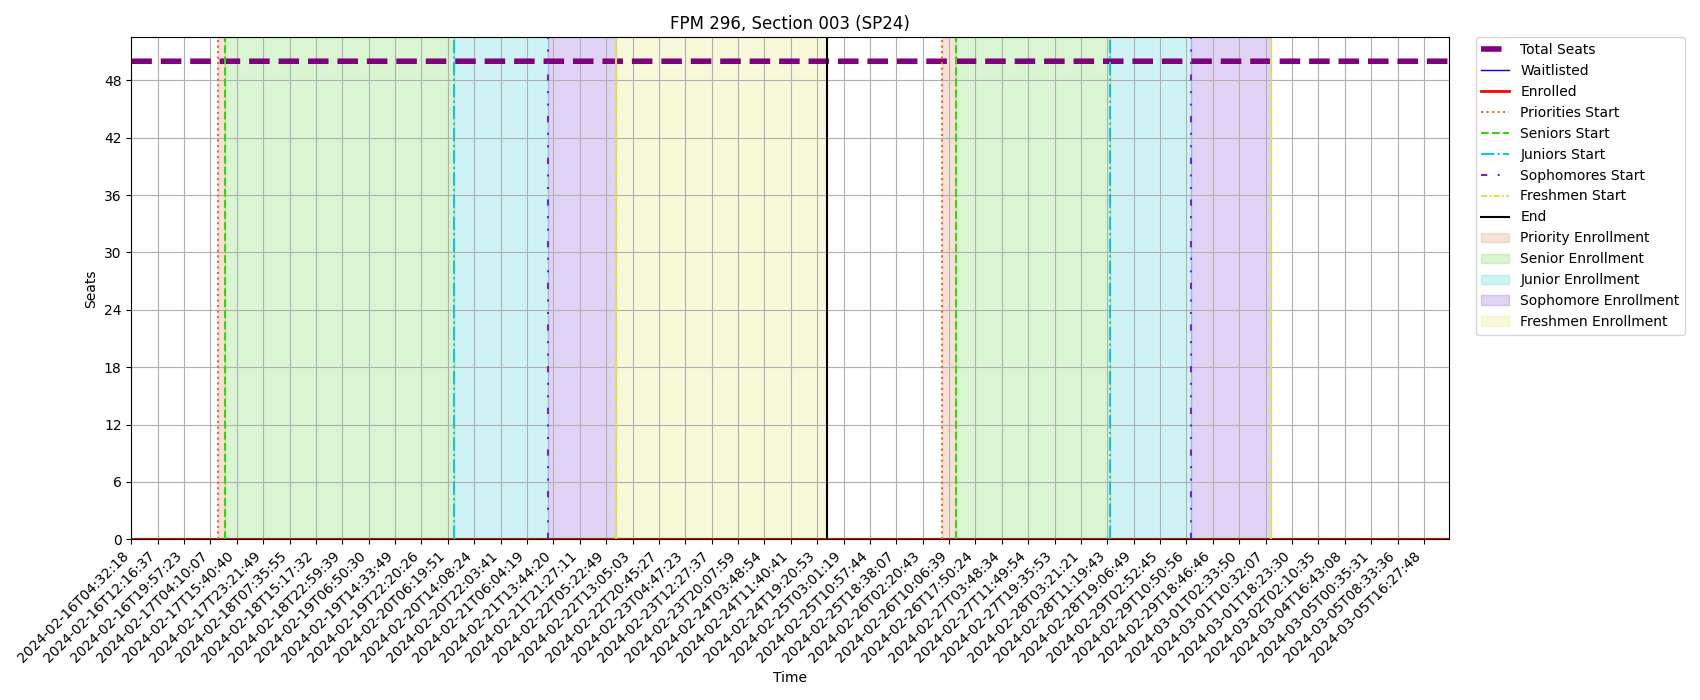 FPM 296, Section 003 (SP24)
Seats
48
42
36
30
24
18
12
6
0
2024-02-16T04:32:18
2024-02-16T12:16:37
2024-02-16T19:57:23
2024-02-17T04:10:07
2024-02-17T15:40:40
2024-02-17T23:21:49
2024-02-18T07:35:55
2024-02-18T15:17:32
2024-02-18T22:59:39
2024-02-19T06:50:30
2024-02-19T14:33:49
2024-02-19T22:20:26
2024-02-20T06:19:51
2024-02-20T14:08:24
2024-02-20T22:03:41
2024-02-21T06:04:19
2024-02-21T13:44:20
2024-02-21T21:27:11
2024-02-22T05:22:49
2024-02-22T13:05:03
2024-02-22T20:45:27
2024-02-23T04:47:23
2024-02-23T12:27:37
2024-02-23T20:07:59
2024-02-24T03:48:54
2024-02-24T11:40:41
2024-02-24T19:20:53
2024-02-25T03:01:19
2024-02-25T10:57:44
2024-02-25T18:38:07
2024-02-26T02:20:43
2024-02-26T10:06:39
2024-02-26T17:50:24
2024-02-27T03:48:34
2024-02-27T11:49:54
2024-02-27T19:35:53
2024-02-28T03:21:21
2024-02-28T11:19:43
2024-02-28T19:06:49
2024-02-29T02:52:45
2024-02-29T10:50:56
2024-02-29T18:46:46
2024-03-01T02:33:50
2024-03-01T10:32:07
2024-03-01T18:23:30
2024-03-02T02:10:35
2024-03-04T16:43:08
2024-03-05T00:35:31
2024-03-05T08:33:36
2024-03-05T16:27:48
Time
Total Seats
Waitlisted
Enrolled
Priorities Start
Seniors Start
Juniors Start
Sophomores Start
Freshmen Start
End
Priority Enrollment
Senior Enrollment
Junior Enrollment
Sophomore Enrollment
Freshmen Enrollment